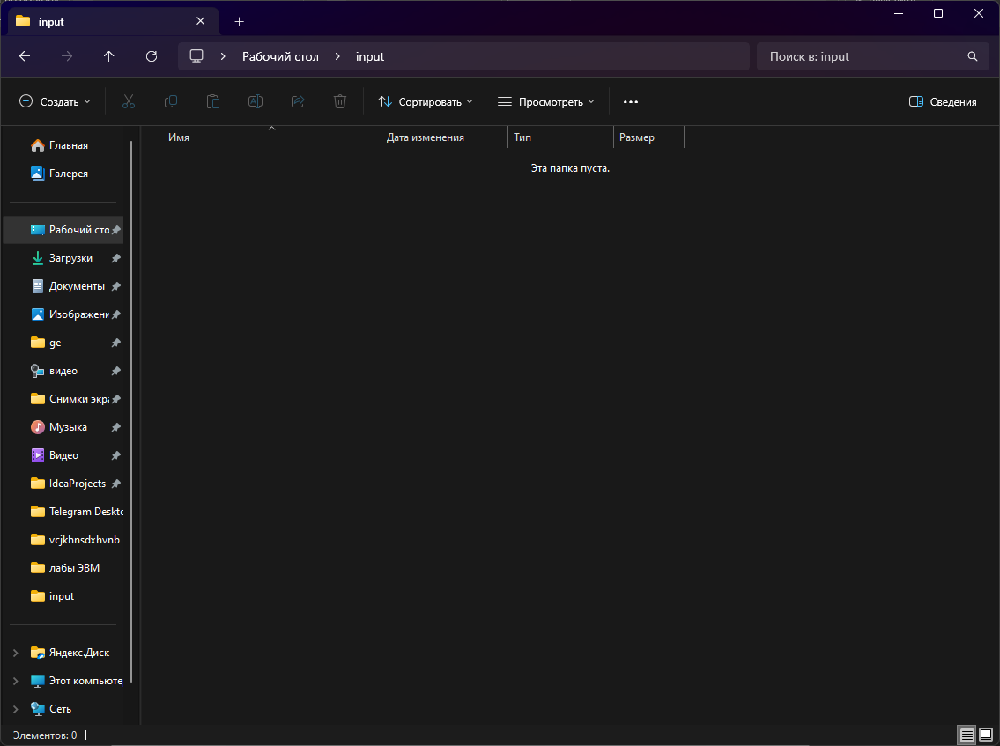 input
Рабочий стол
input
Поиск в: input
Создать
Сортировать
Просмотреть
Сведения
Имя
Дата изменения
Тип
Размер
Эта папка пуста.
Главная
Галерея
Рабочий сто
Загрузки
Документы
Изображени
ge
видео
Снимки экра
Музыка
Видео
IdeaProjects
Telegram Deskto
vcjkhnsdxhvnb
лабы ЭВМ
input
Яндекс.Диск
Этот компьюте
Сеть
Элементов: 0